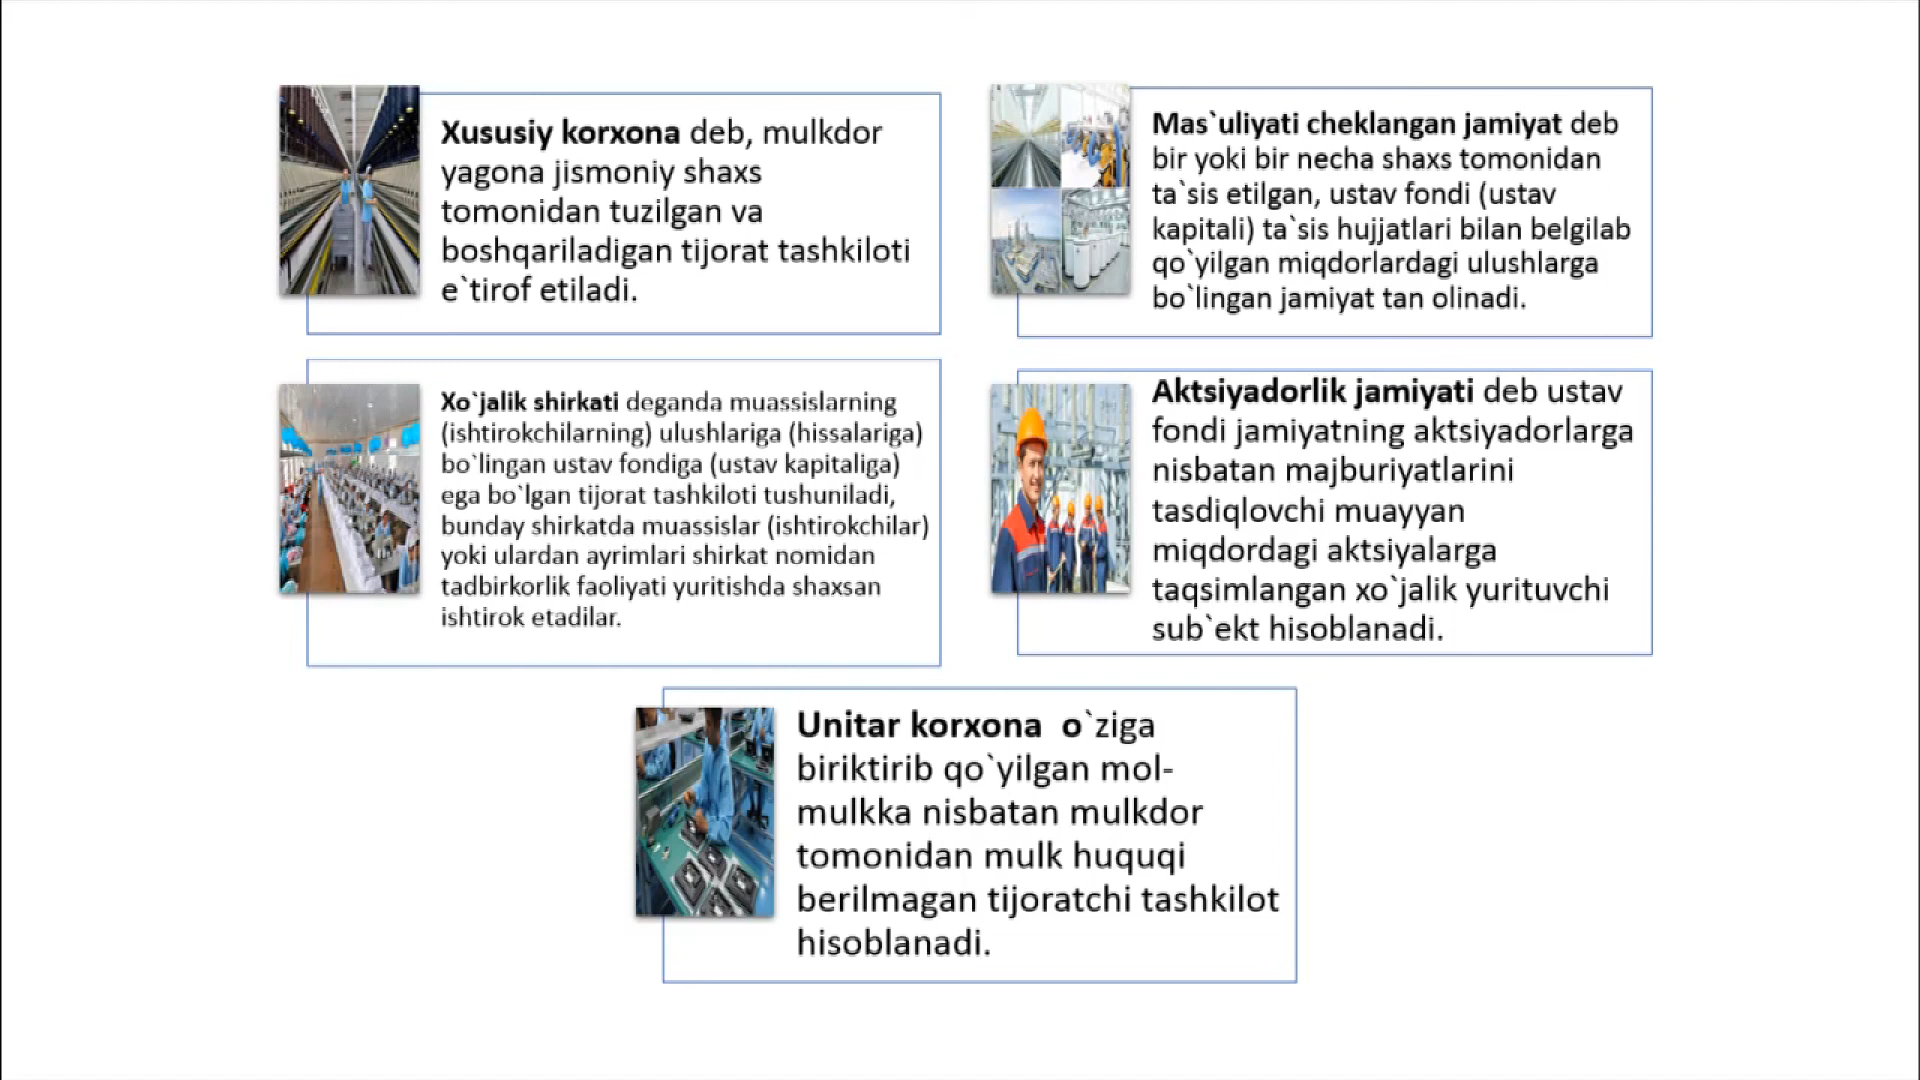 Xususiy korxona deb, mulkdor
yagona jismoniy shaxs
tomonidan tuzilgan va
boshqariladigan tijorat tashkiloti
e`tirof etiladi.
Mas`uliyati cheklangan jamiyat deb
bir yoki bir necha shaxs tomonidan
ta`sis etilgan, ustav fondi (ustav
kapitali) ta`sis hujjatlari bilan belgilab
qo`yilgan miqdorlardagi ulushlarga
bo`lingan jamiyat tan olinadi.
Xo`jalik shirkati deganda muassislarning
(ishtirokchilarning) ulushlariga (hissalariga)
bo`lingan ustav fondiga (ustav kapitaliga)
ega bo`lgan tijorat tashkiloti tushuniladi,
bunday shirkatda muassislar (ishtirokchilar)
yoki ulardan ayrimlari shirkat nomidan
tadbirkorlik faoliyati yuritishda shaxsan
ishtirok etadilar.
Aktsiyadorlik jamiyati deb ustav
fondi jamiyatning aktsiyadorlarga
nisbatan majburiyatlarini
tasdiqlovchi muayyan
miqdordagi aktsiyalarga
taqsimlangan xo`jalik yurituvchi
sub`ekt hisoblanadi.
Unitar korxona  o`ziga
biriktirib qo`yilgan mol-
mulkka nisbatan mulkdor
tomonidan mulk huquqi
berilmagan tijoratchi tashkilot
hisoblanadi.